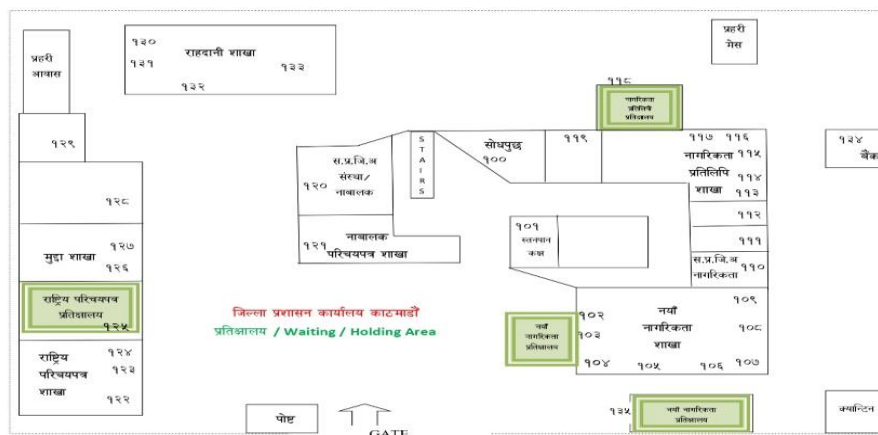 प्रहरी
आवास
१३०
१३१
राहदानी शाखा
१३२
१३३
प्रहरी
मेस
११८
नागरिकता
प्रतिलिपी
प्रतिक्षालय
१२९
स.प्र.जि.अ
संस्था/
नाबालक
१२०
STAIRS
सोधपुछ
१००
११९
११७ ११६
नागरिकता ११५
प्रतिलिपि ११४
शाखा ११३
१३४
बैंक
१२८
१२१
नाबालक
परिचयपत्र शाखा
१०१
स्तनपान
कक्ष
११२
१११
स.प्र.जि.अ ११०
नागरिकता
मुद्दा शाखा
१२७
१२६
राष्ट्रिय परिचयपत्र
प्रतिक्षालय
१२५
जिल्ला प्रशासन कार्यालय काठमाडौँ
प्रतिक्षालय / Waiting / Holding Area
नयाँ
नागरिकता
प्रतिक्षालय
१०२
१०३
१०४
नयाँ
नागरिकता
शाखा
१०५
१०६
१०७
१०८
१०९
राष्ट्रिय
परिचयपत्र
शाखा
१२४
१२३
१२२
पोष्ट
GATE
१३५
नयाँ नागरिकता
प्रतिक्षालय
क्यान्टिन